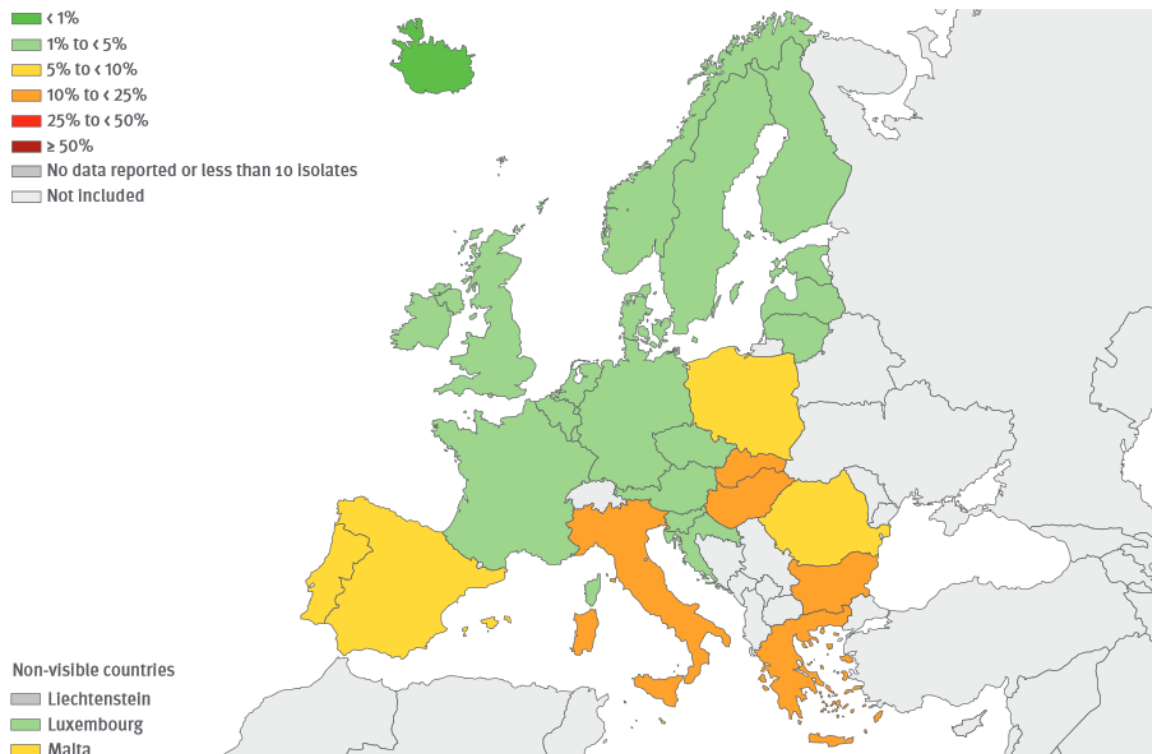 < 1%
1% to < 5%
5% to < 10%
10% to < 25%
25% to < 50%
≥ 50%
No data reported or less than 10 isolates
Not included
Non-visible countries
Liechtenstein
Luxembourg
Malta